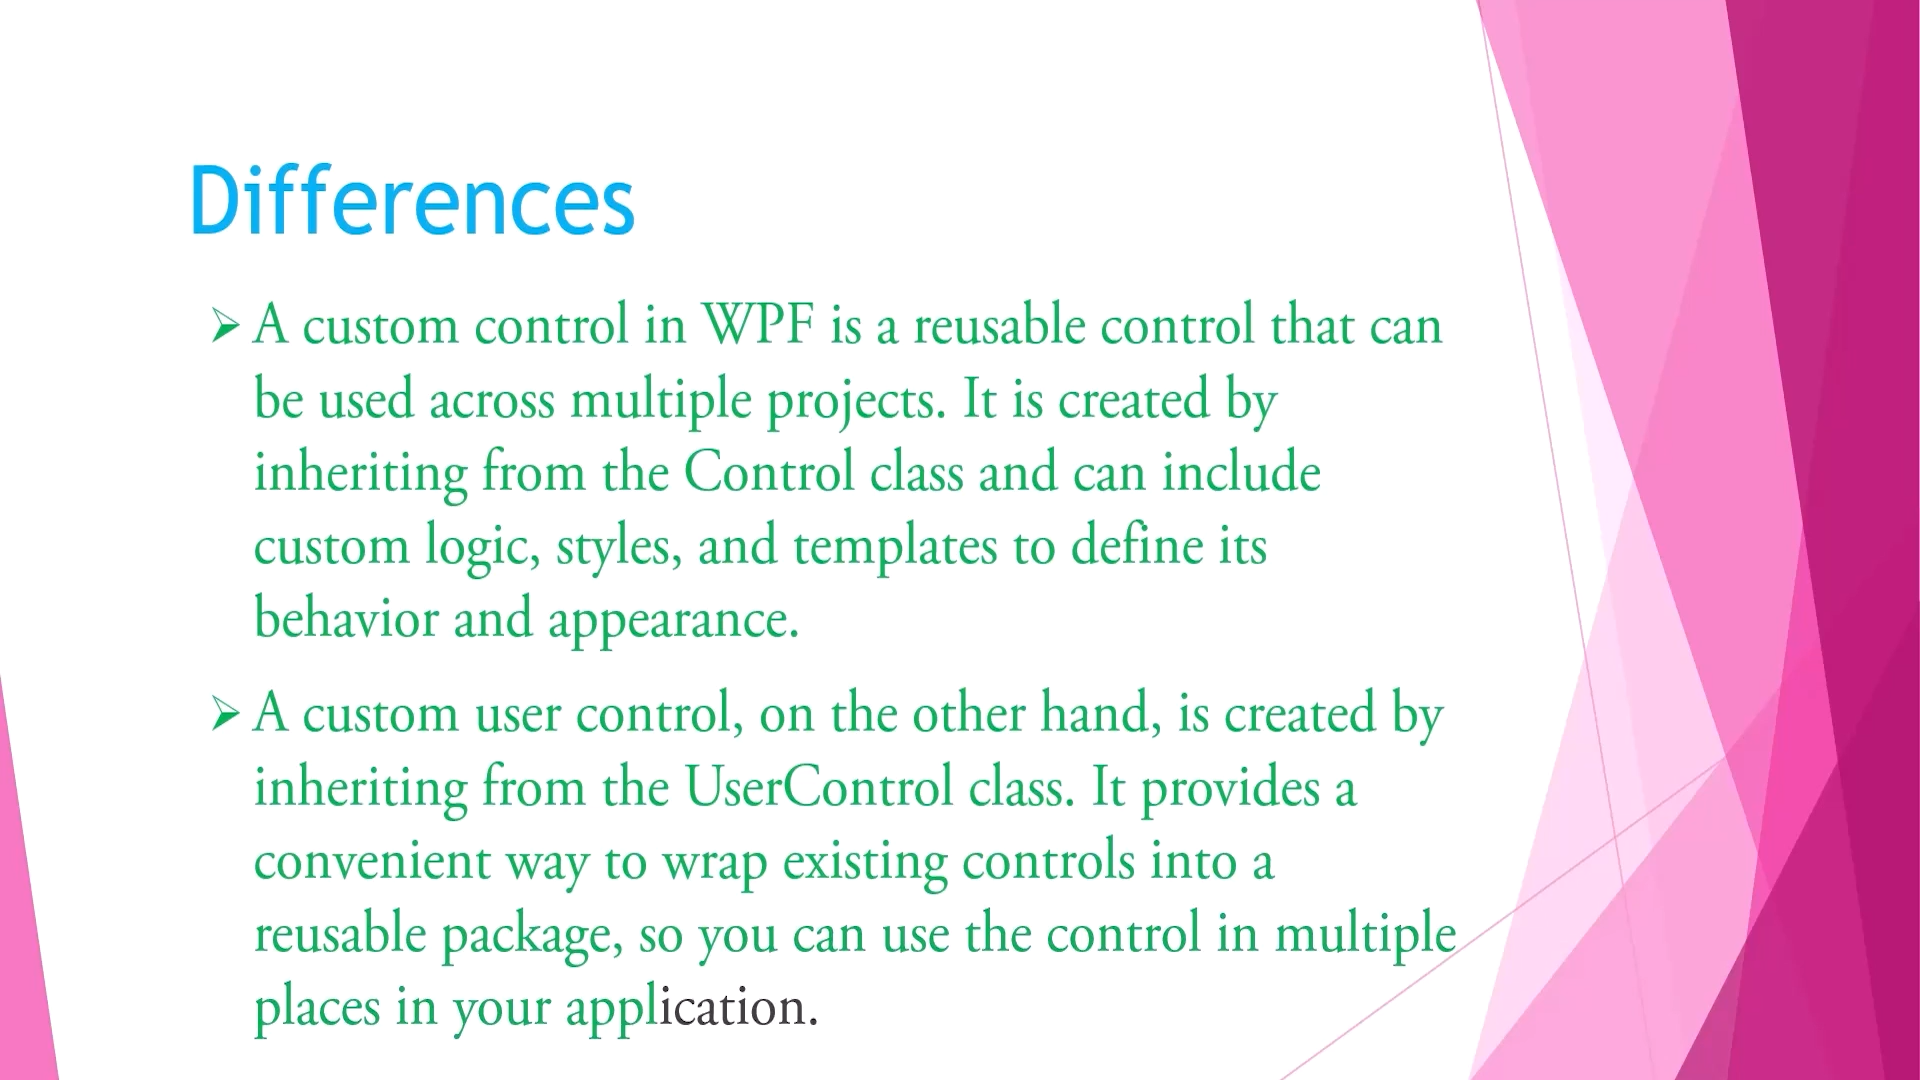 Differences
➢ A custom control in WPF is a reusable control that can
be used across multiple projects. It is created by
inheriting from the Control class and can include
custom logic, styles, and templates to define its
behavior and appearance.
➢ A custom user control, on the other hand, is created by
inheriting from the UserControl class. It provides a
convenient way to wrap existing controls into a
reusable package, so you can use the control in multiple
places in your application.